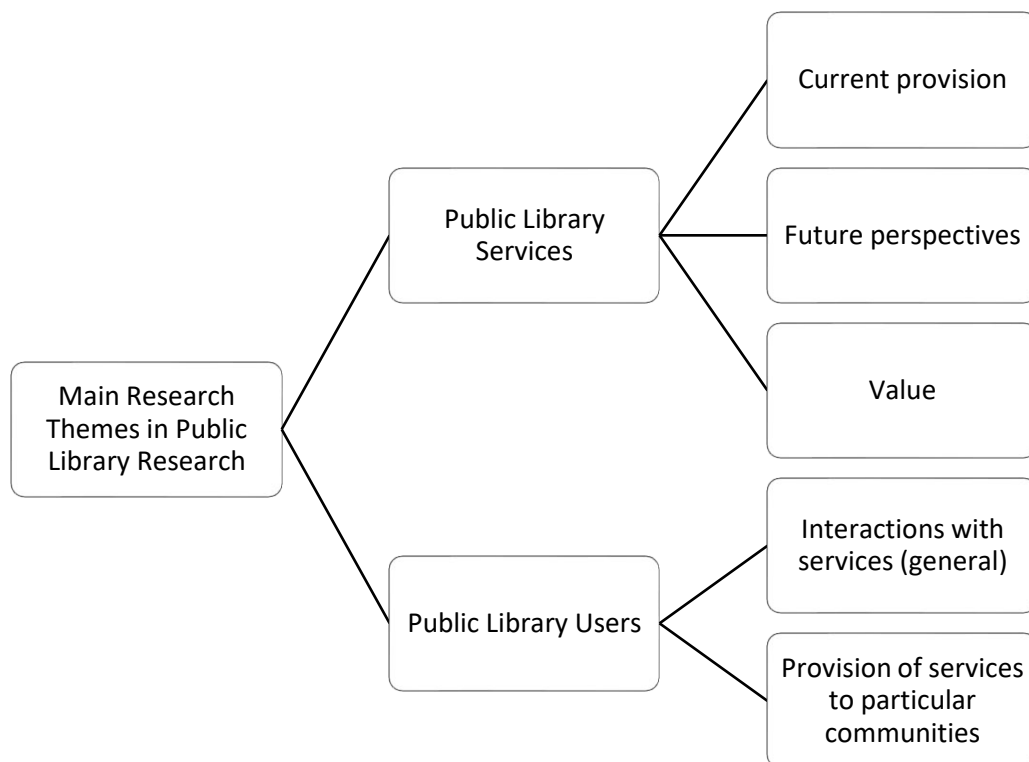 Main Research
Themes in Public
Library Research
Public Library
Services
Current provision
Future perspectives
Value
Public Library Users
Interactions with
services (general)
Provision of services
to particular
communities